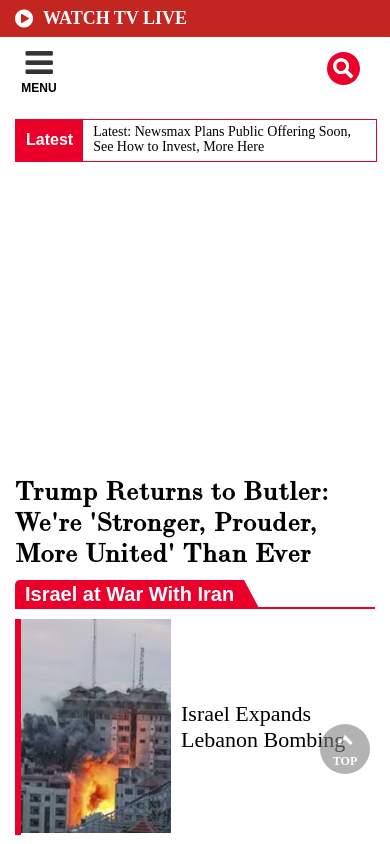 WATCH TV LIVE
MENU
Latest
Latest: Newsmax Plans Public Offering Soon,
See How to Invest, More Here
Trump Returns to Butler:
We're 'Stronger, Prouder,
More United' Than Ever
Israel at War With Iran
Israel Expands
Lebanon Bombing
TOP